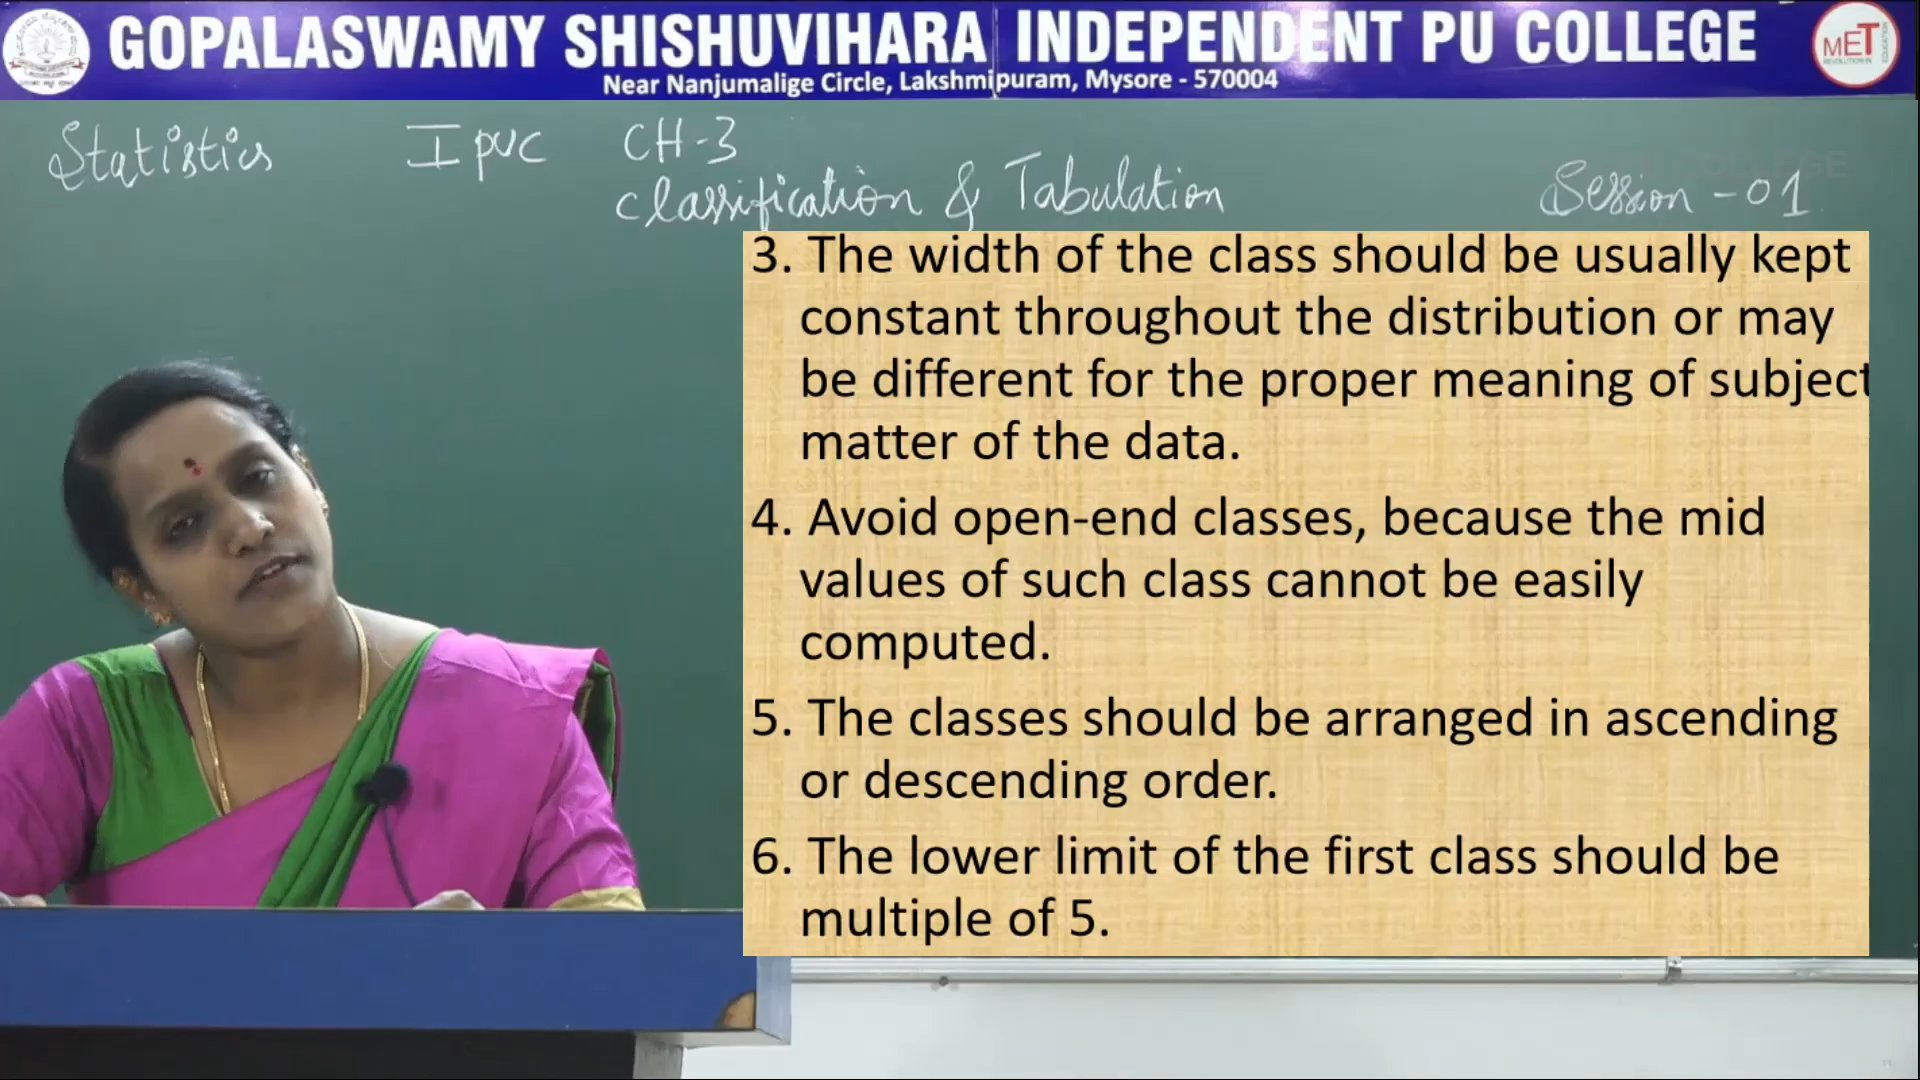 GOPALASWAMY SHISHUVIHARA INDEPENDENT PU COLLEGE
Near Nanjumalige Circle, Lakshmipuram, Mysore - 570004
MET
Statistics I PUC CH-3
Classification & Tabulation
Session - 01
3. The width of the class should be usually kept
constant throughout the distribution or may
be different for the proper meaning of subject
matter of the data.
4. Avoid open-end classes, because the mid
values of such class cannot be easily
computed.
5. The classes should be arranged in ascending
or descending order.
6. The lower limit of the first class should be
multiple of 5.